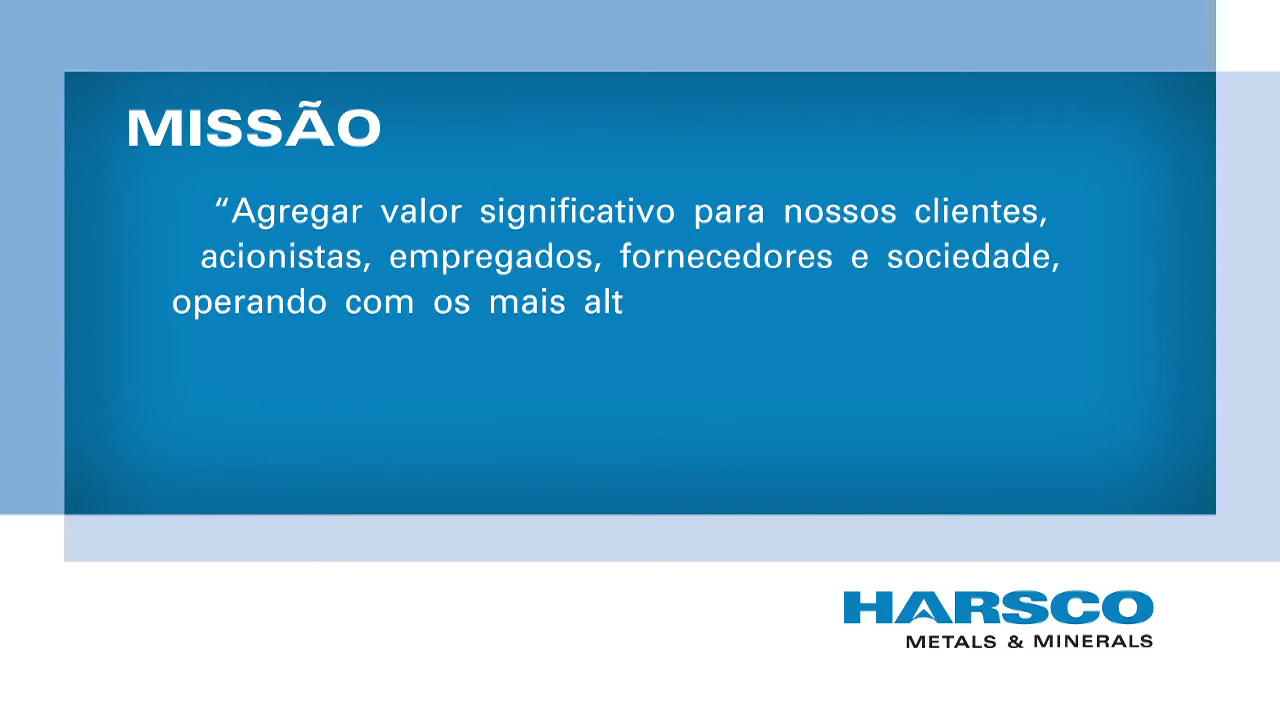 MISSÃO
“Agregar valor significativo para nossos clientes,
acionistas, empregados, fornecedores e sociedade,
operando com os mais alt
HARSCO
METALS & MINERALS